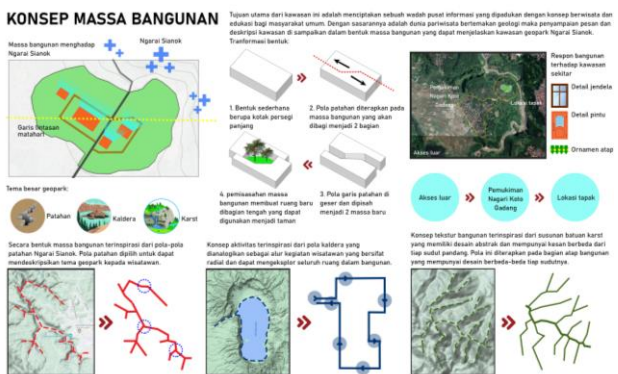 KONSEP MASSA BANGUNAN
Tujuan utama dari kawasan ini adalah menciptakan sebuah wadah pusat informasi yang dipadukan dengan konsep berwisata dan
edukasi bagi masyarakat umum. Dengan sasarannya adalah dunia pariwisata bertemakan geologi maka penyampaian pesan dan
deskripsi kawasan di sampaikan dalam bentuk massa bangunan yang dapat menjelaskan kawasan geopark Ngarai Sianok.
Tranformasi bentuk:
Massa bangunan menghadap
Ngarai Sianok
Ngarai Sianok
Garis lintasan
matahari
1. Bentuk sederhana
berupa kotak persegi
panjang
2. Pola patahan diterapkan pada
massa bangunan yang akan
dibagi menjadi 2 bagian
4. pemisasahan massa
bangunan membuat ruang baru
dibagian tengah yang dapat
digunakan menjadi taman
3. Pola garis patahan di
geser dan dipisah
menjadi 2 massa baru
Pemukiman
Nagari Koto
Gadang
Lokasi tapak
Akses luar
Respon bangunan
terhadap kawasan
sekitar
Detail jendela
Detail pintu
Ornamen atap
Akses luar
Pemukiman
Nagari Koto
Gadang
Lokasi tapak
Tema besar geopark:
Patahan
Kaldera
Karst
Secara bentuk massa bangunan terinspirasi dari pola-pola
patahan Ngarai Sianok. Pola patahan dipilih untuk dapat
mendeskripsikan tema geopark kepada wisatawan.
Konsep aktivitas terinspirasi dari pola kaldera yang
dianalogikan sebagai alur kegiatan wisatawan yang bersifat
radial dan dapat mengeksplor seluruh ruang dalam bangunan.
Konsep tekstur bangunan terinspirasi dari susunan batuan karst
yang memiliki desain abstrak dan mempunyai kesan berbeda dari
tiap sudut pandang. Pola ini diterapkan pada bagian atap bangunan
yang mempunyai desain berbeda-beda tiap sudutnya.